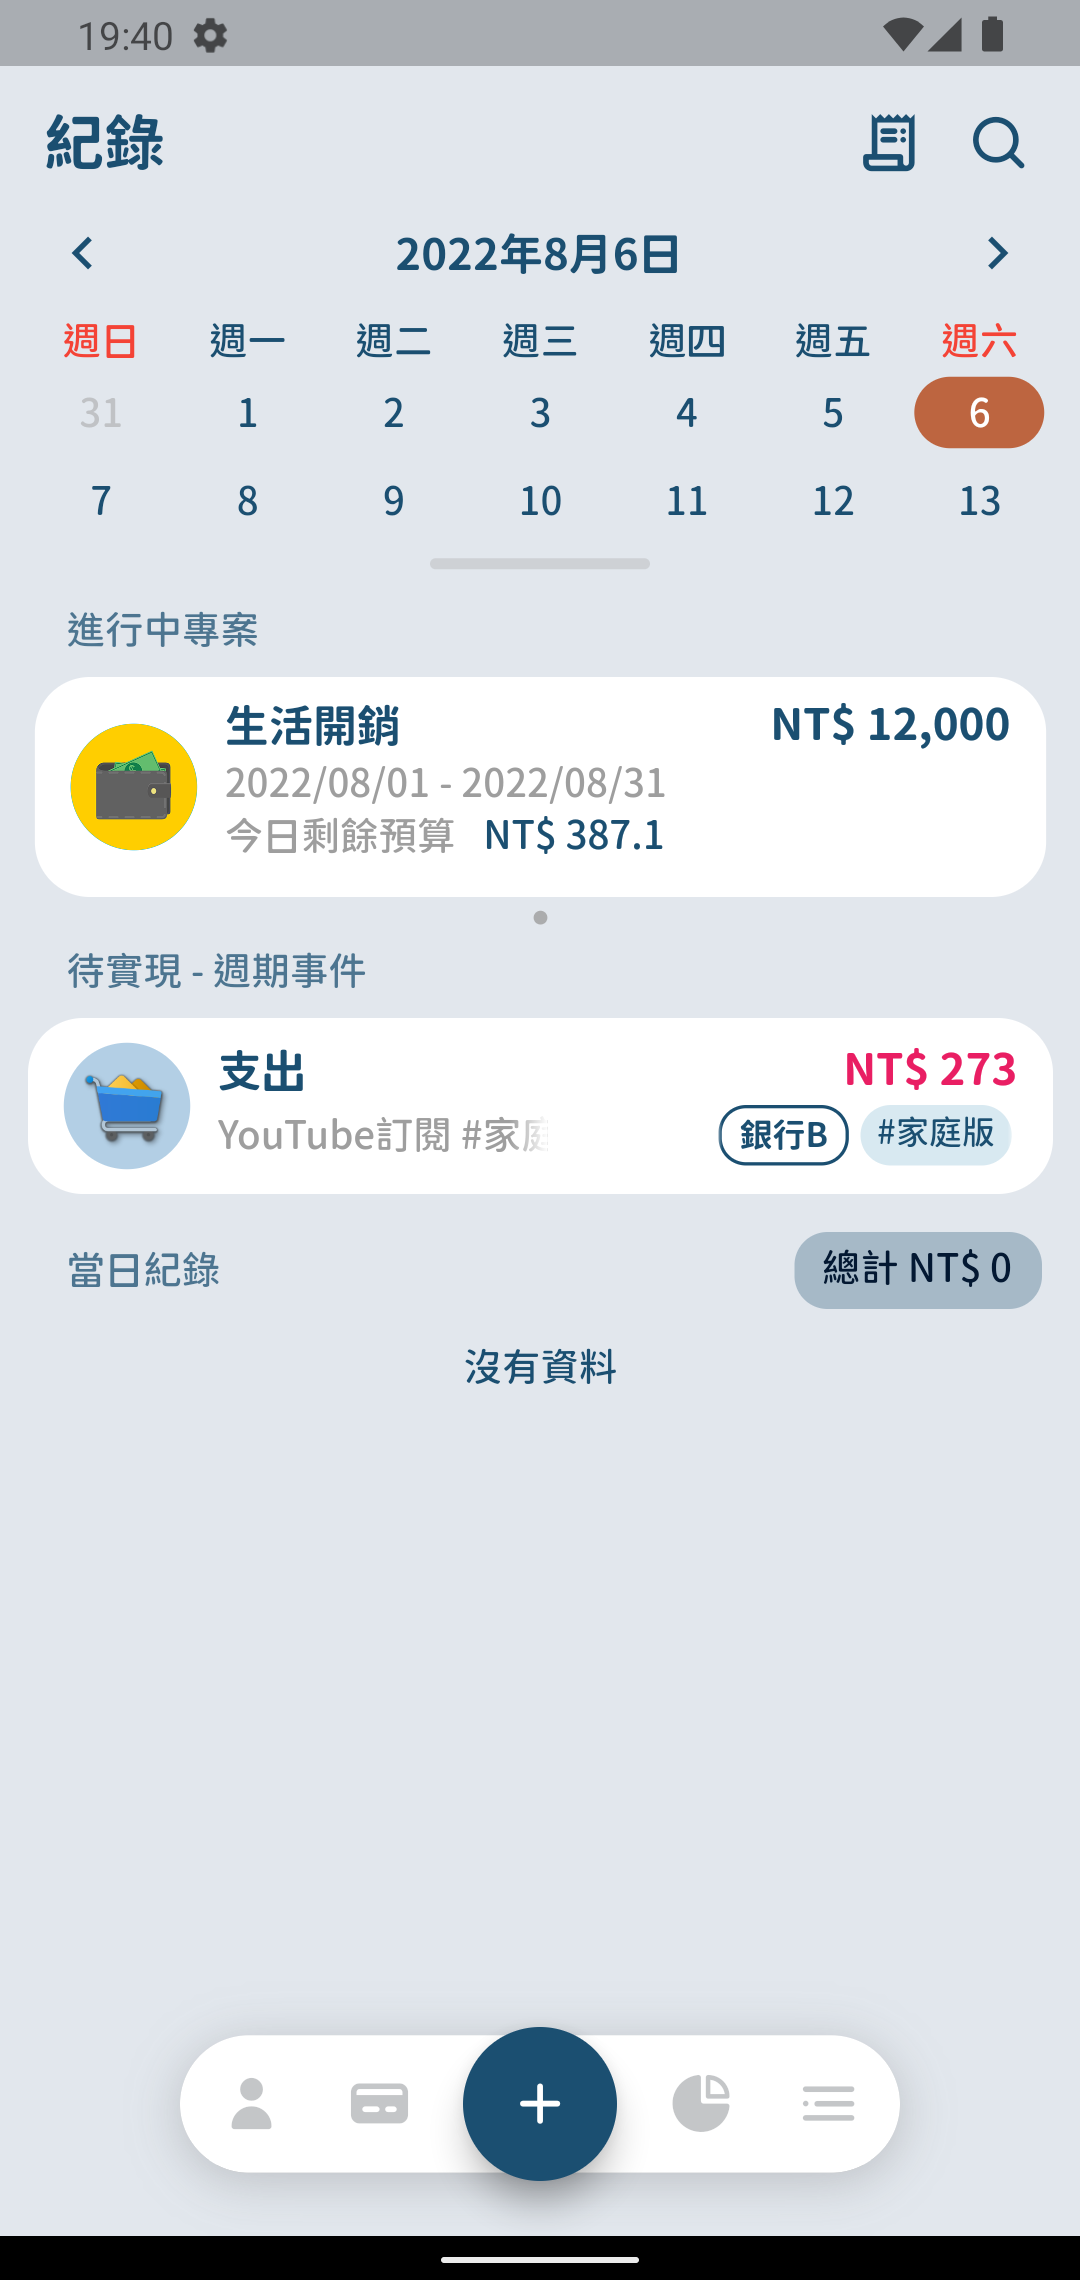 19:40
紀錄
2022年8月6日
週日 週一 週二 週三 週四 週五 週六
31 1 2 3 4 5 6
7 8 9 10 11 12 13
進行中專案
生活開銷 NT$ 12,000
2022/08/01 - 2022/08/31
今日剩餘預算 NT$ 387.1
待實現 - 週期事件
支出 NT$ 273
YouTube訂閱 #家庭 銀行B #家庭版
當日紀錄 總計 NT$ 0
沒有資料